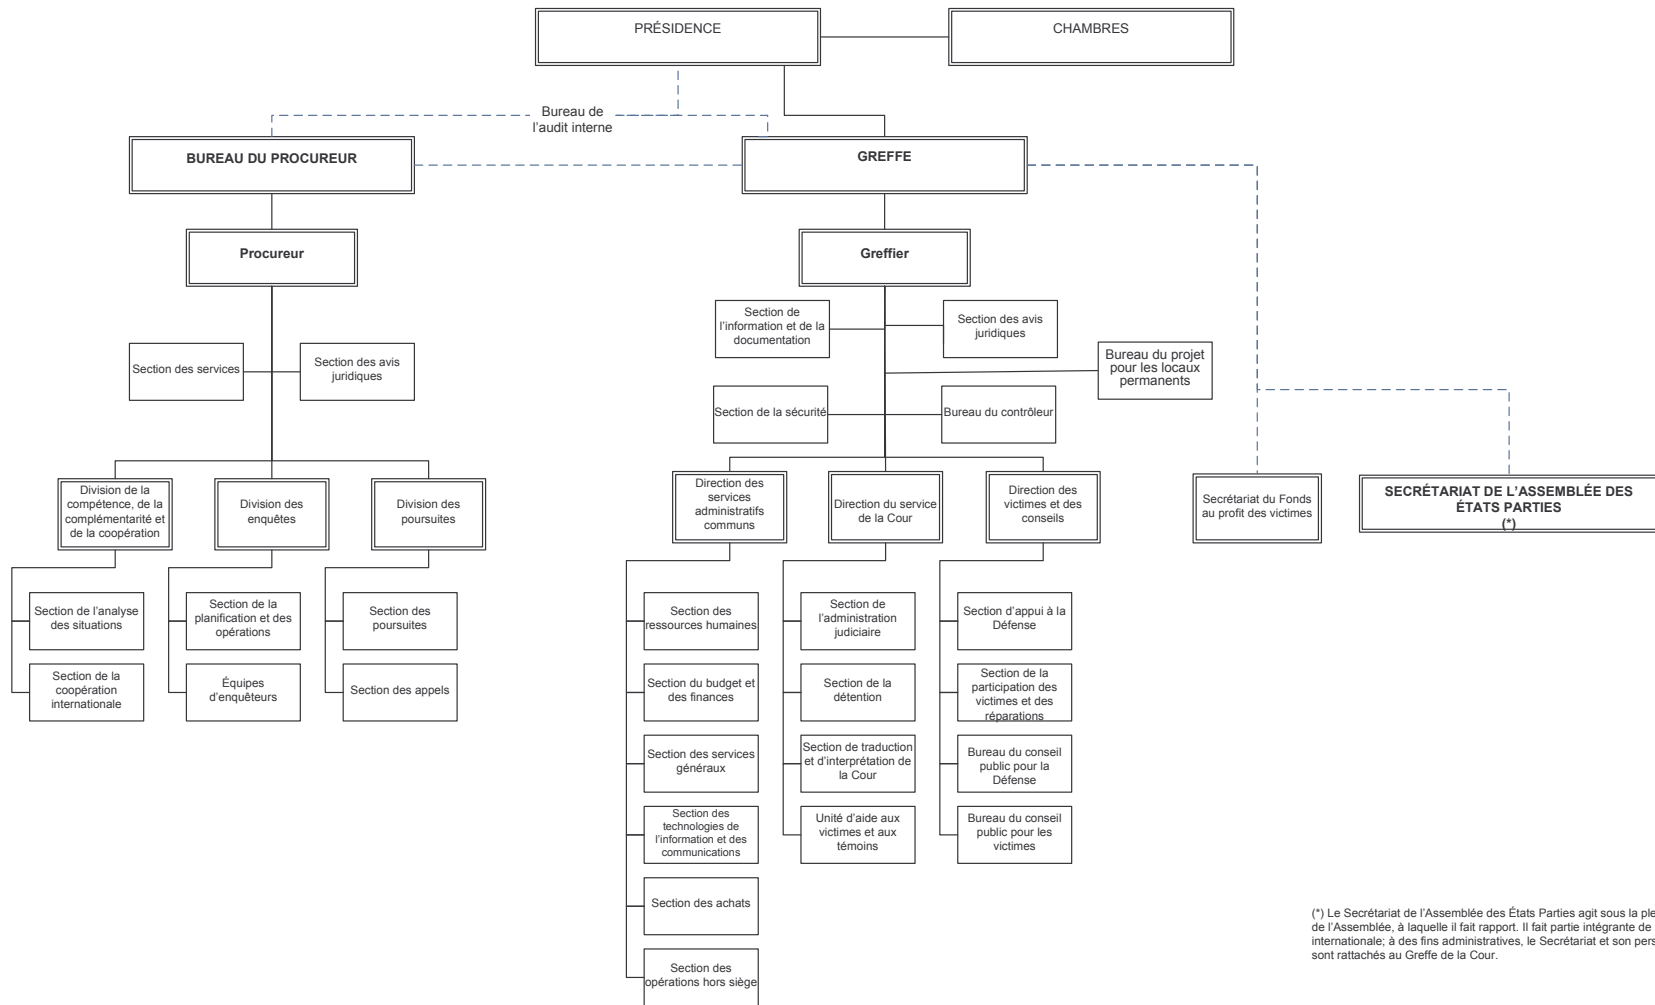 PRÉSIDENCE
CHAMBRES
Bureau de
l'audit interne
BUREAU DU PROCUREUR
GREFFE
Procureur
Greffier
Section de
l'information et de la
documentation
Section des avis
juridiques
Section des services
Section des avis
juridiques
Bureau du projet
pour les locaux
permanents
Section de la sécurité
Bureau du contrôleur
Division de la
compétence, de la
complémentarité et
de la coopération
Division des
enquêtes
Division des
poursuites
Direction des
services
administratifs
communs
Direction du service
de la Cour
Direction des
victimes et des
conseils
Secrétariat du Fonds
au profit des victimes
SECRÉTARIAT DE L'ASSEMBLÉE DES
ÉTATS PARTIES
(*)
Section de l'analyse
des situations
Section de la
planification et des
opérations
Section des
poursuites
Section des
ressources humaines
Section de
l'administration
judiciaire
Section d'appui à la
Défense
Section de la
coopération
internationale
Équipes
d'enquêteurs
Section des appels
Section du budget et
des finances
Section de la
détention
Section de la
participation des
victimes et des
réparations
Section des services
généraux
Section de traduction
et d'interprétation de
la Cour
Bureau du conseil
public pour la
Défense
Section des
technologies de
l'information et des
communications
Unité d'aide aux
victimes et aux
témoins
Bureau du conseil
public pour les
victimes
Section des achats
Section des
opérations hors siège
(*) Le Secrétariat de l'Assemblée des États Parties agit sous la
de l'Assemblée, à laquelle il fait rapport. Il fait partie intégrante de
internationale; à des fins administratives, le Secrétariat et son
sont rattachés au Greffe de la Cour.